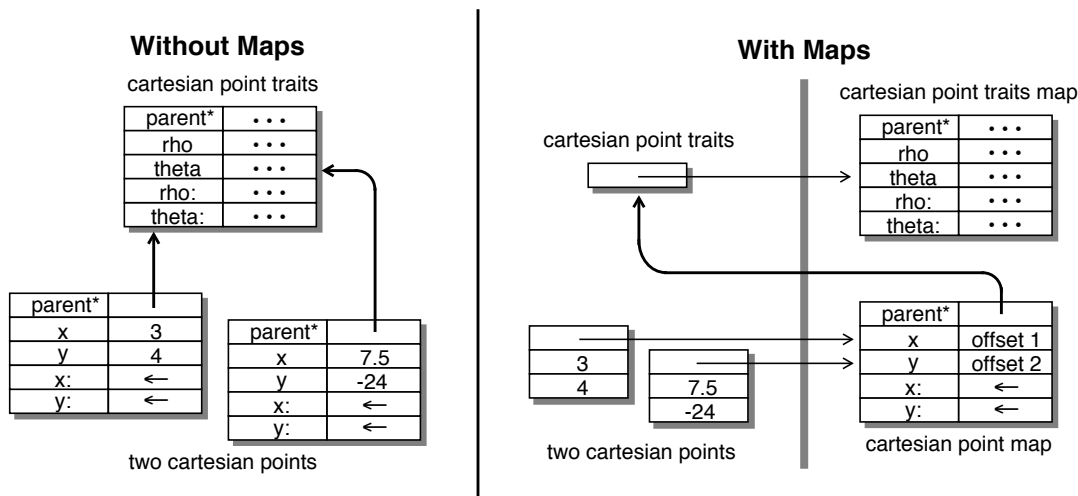 Without Maps
cartesian point traits
parent* • • •
rho • • •
theta • • •
rho: • • •
theta: • • •
parent*
x 3
y 4
x: ←
y: ←
parent*
x 7.5
y -24
x: ←
y: ←
two cartesian points
With Maps
cartesian point traits
cartesian point traits map
parent* • • •
rho • • •
theta • • •
rho: • • •
theta: • • •
3
4
7.5
-24
two cartesian points
parent*
x offset 1
y offset 2
x: ←
y: ←
cartesian point map